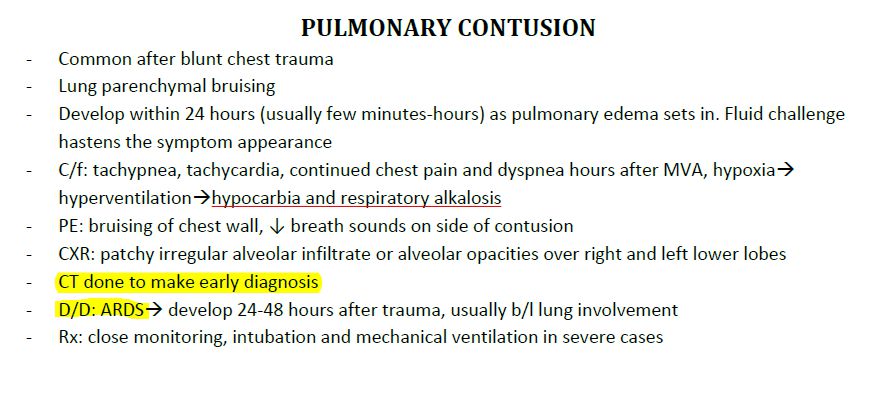 PULMONARY CONTUSION
- Common after blunt chest trauma
- Lung parenchymal bruising
- Develop within 24 hours (usually few minutes-hours) as pulmonary edema sets in. Fluid challenge
hastens the symptom appearance
- C/f: tachypnea, tachycardia, continued chest pain and dyspnea hours after MVA, hypoxia→
hyperventilation→hypocarbia and respiratory alkalosis
- PE: bruising of chest wall, ↓ breath sounds on side of contusion
- CXR: patchy irregular alveolar infiltrate or alveolar opacities over right and left lower lobes
- CT done to make early diagnosis
- D/D: ARDS→ develop 24-48 hours after trauma, usually b/l lung involvement
- Rx: close monitoring, intubation and mechanical ventilation in severe cases